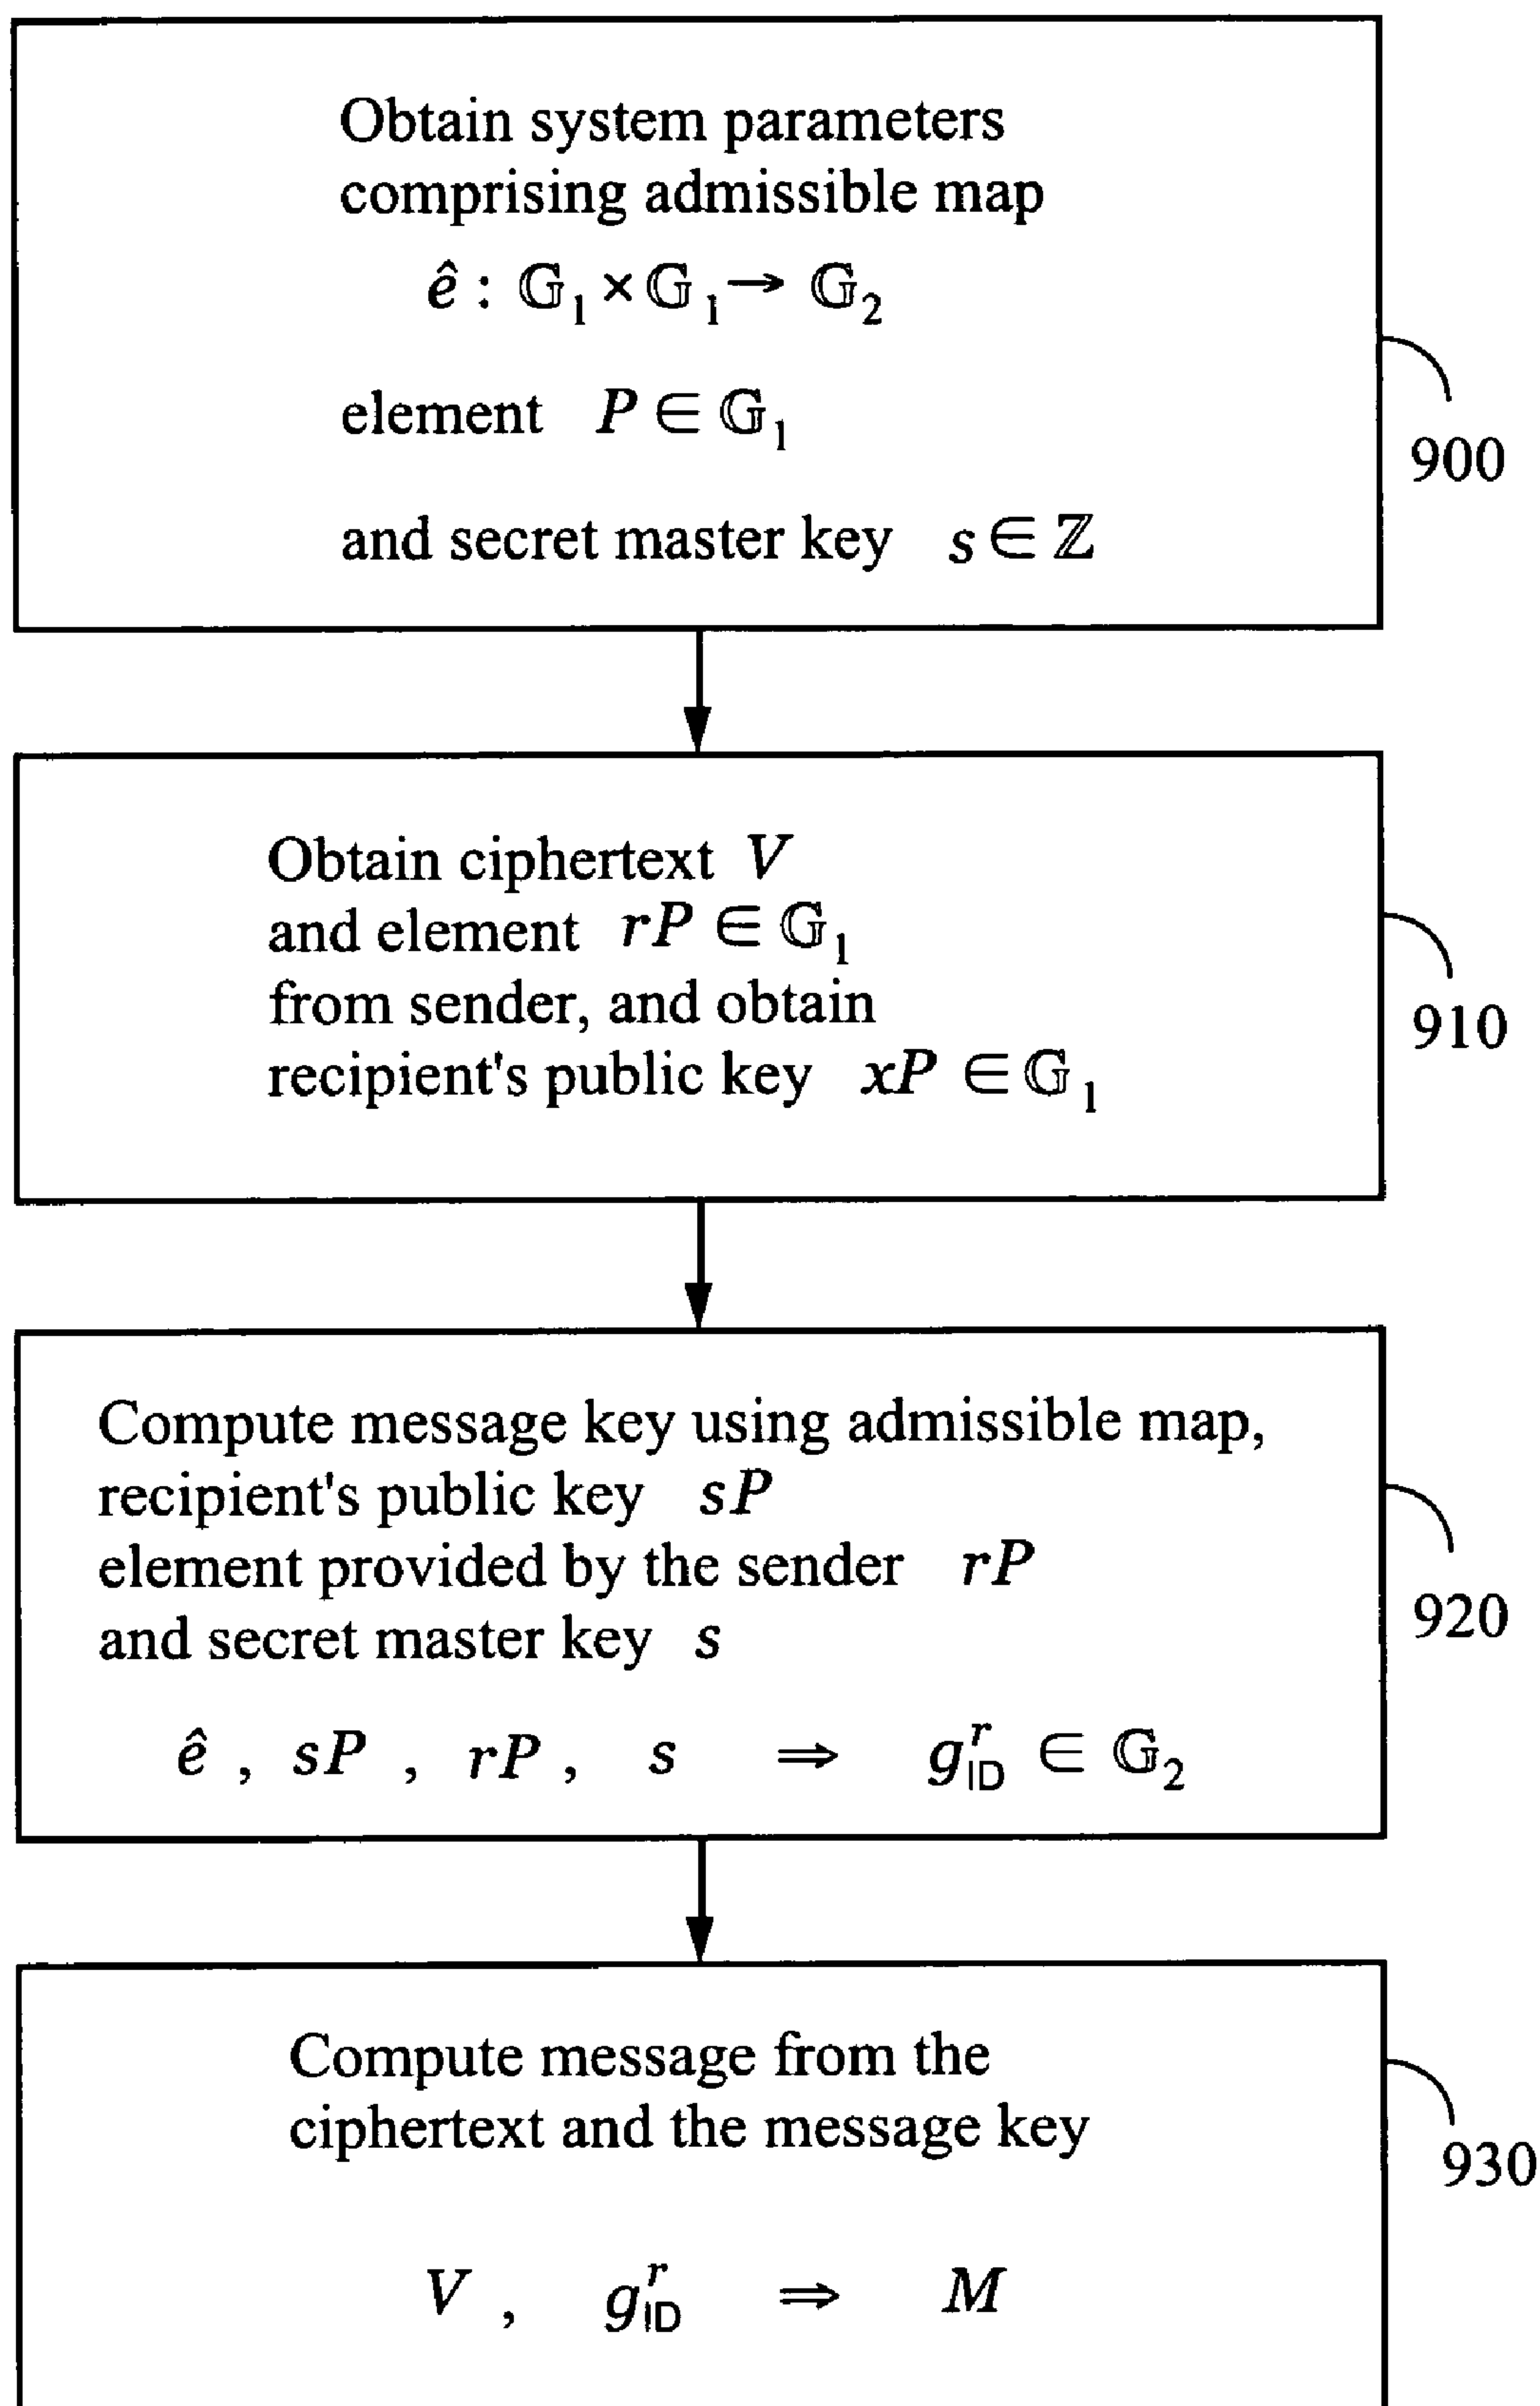 Obtain system parameters
comprising admissible map
ê : 𝔾₁ × 𝔾₁ → 𝔾₂
element P ∈ 𝔾₁
and secret master key s ∈ ℤ
900
Obtain ciphertext V
and element rP ∈ 𝔾₁
from sender, and obtain
recipient's public key xP ∈ 𝔾₁
910
Compute message key using admissible map,
recipient's public key sP
element provided by the sender rP
and secret master key s
ê , sP , rP , s ⇒ g_ID^r ∈ 𝔾₂
920
Compute message from the
ciphertext and the message key
V , g_ID^r ⇒ M
930